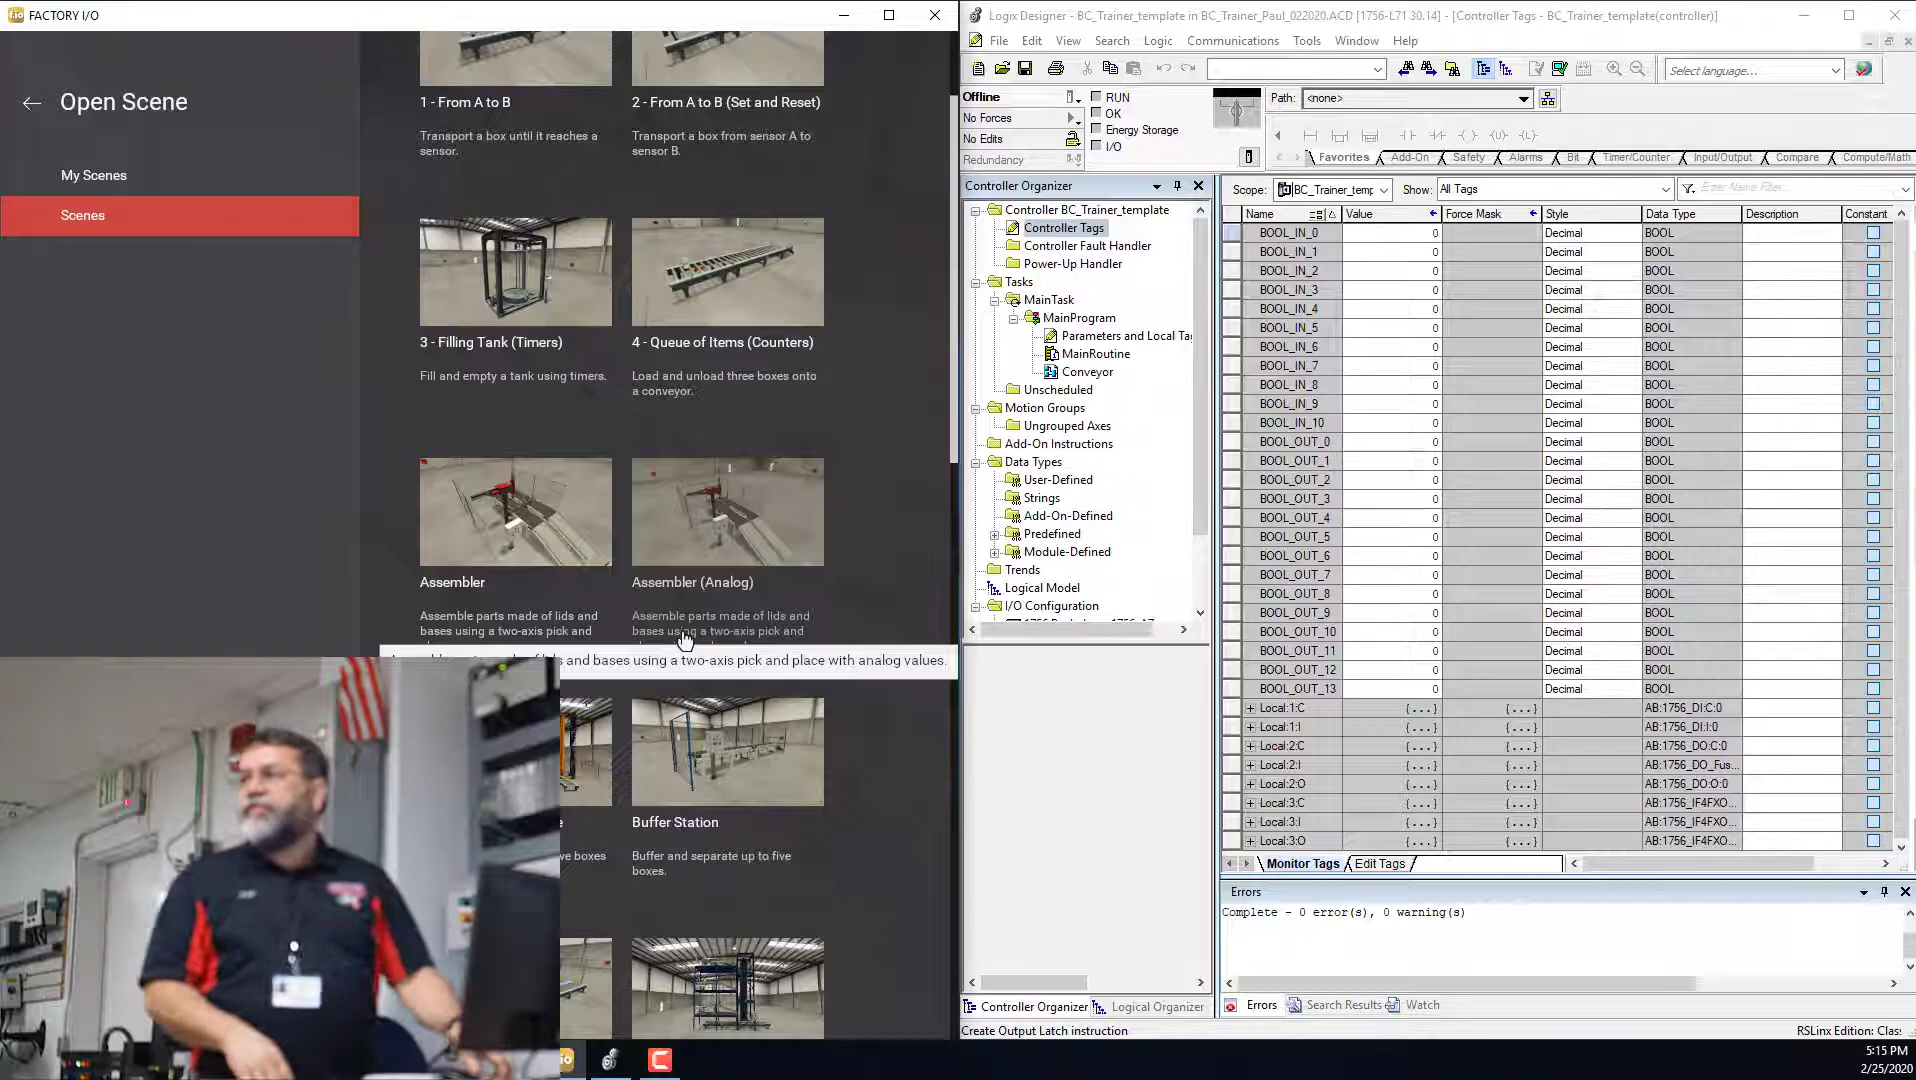 FACTORY I/O
Open Scene
My Scenes
Scenes
1 - From A to B
Transport a box until it reaches a
sensor.
2 - From A to B (Set and Reset)
Transport a box from sensor A to
sensor B.
3 - Filling Tank (Timers)
Fill and empty a tank using timers.
4 - Queue of Items (Counters)
Load and unload three boxes onto
a conveyor.
Assembler
Assemble parts made of lids and
bases using a two-axis pick and
Assembler (Analog)
Assemble parts made of lids and
bases using a two-axis pick and
and bases using a two-axis pick and place with analog values.
Buffer Station
Buffer and separate up to five
boxes.
boxes
Logix Designer - BC_Trainer_template in BC_Trainer_Paul_022020.ACD [1756-L71 30.14] - [Controller Tags - BC_Trainer_template(controller)]
File Edit View Search Logic Communications Tools Window Help
Select language...
Offline
No Forces
No Edits
Redundancy
RUN
OK
Energy Storage
I/O
Path: <none>
Favorites Add-On Safety Alarms Bit Timer/Counter Input/Output Compare Compute/Math
Controller Organizer
Controller BC_Trainer_template
Controller Tags
Controller Fault Handler
Power-Up Handler
Tasks
MainTask
MainProgram
Parameters and Local Ta
MainRoutine
Conveyor
Unscheduled
Motion Groups
Ungrouped Axes
Add-On Instructions
Data Types
User-Defined
Strings
Add-On-Defined
Predefined
Module-Defined
Trends
Logical Model
I/O Configuration
Controller Organizer Logical Organizer
Scope: BC_Trainer_temp Show: All Tags Enter Name Filter...
Name Value Force Mask Style Data Type Description Constant
BOOL_IN_0 0 Decimal BOOL
BOOL_IN_1 0 Decimal BOOL
BOOL_IN_2 0 Decimal BOOL
BOOL_IN_3 0 Decimal BOOL
BOOL_IN_4 0 Decimal BOOL
BOOL_IN_5 0 Decimal BOOL
BOOL_IN_6 0 Decimal BOOL
BOOL_IN_7 0 Decimal BOOL
BOOL_IN_8 0 Decimal BOOL
BOOL_IN_9 0 Decimal BOOL
BOOL_IN_10 0 Decimal BOOL
BOOL_OUT_0 0 Decimal BOOL
BOOL_OUT_1 0 Decimal BOOL
BOOL_OUT_2 0 Decimal BOOL
BOOL_OUT_3 0 Decimal BOOL
BOOL_OUT_4 0 Decimal BOOL
BOOL_OUT_5 0 Decimal BOOL
BOOL_OUT_6 0 Decimal BOOL
BOOL_OUT_7 0 Decimal BOOL
BOOL_OUT_8 0 Decimal BOOL
BOOL_OUT_9 0 Decimal BOOL
BOOL_OUT_10 0 Decimal BOOL
BOOL_OUT_11 0 Decimal BOOL
BOOL_OUT_12 0 Decimal BOOL
BOOL_OUT_13 0 Decimal BOOL
Local:1:C {...} {...} AB:1756_DI:C:0
Local:1:I {...} {...} AB:1756_DI:I:0
Local:2:C {...} {...} AB:1756_DO:C:0
Local:2:I {...} {...} AB:1756_DO_Fus...
Local:2:O {...} {...} AB:1756_DO:O:0
Local:3:C {...} {...} AB:1756_IF4FXO...
Local:3:I {...} {...} AB:1756_IF4FXO...
Local:3:O {...} {...} AB:1756_IF4FXO...
Monitor Tags Edit Tags
Errors
Complete - 0 error(s), 0 warning(s)
Errors Search Results Watch
Create Output Latch instruction
RSLinx Edition: Clas
5:15 PM
2/25/2020